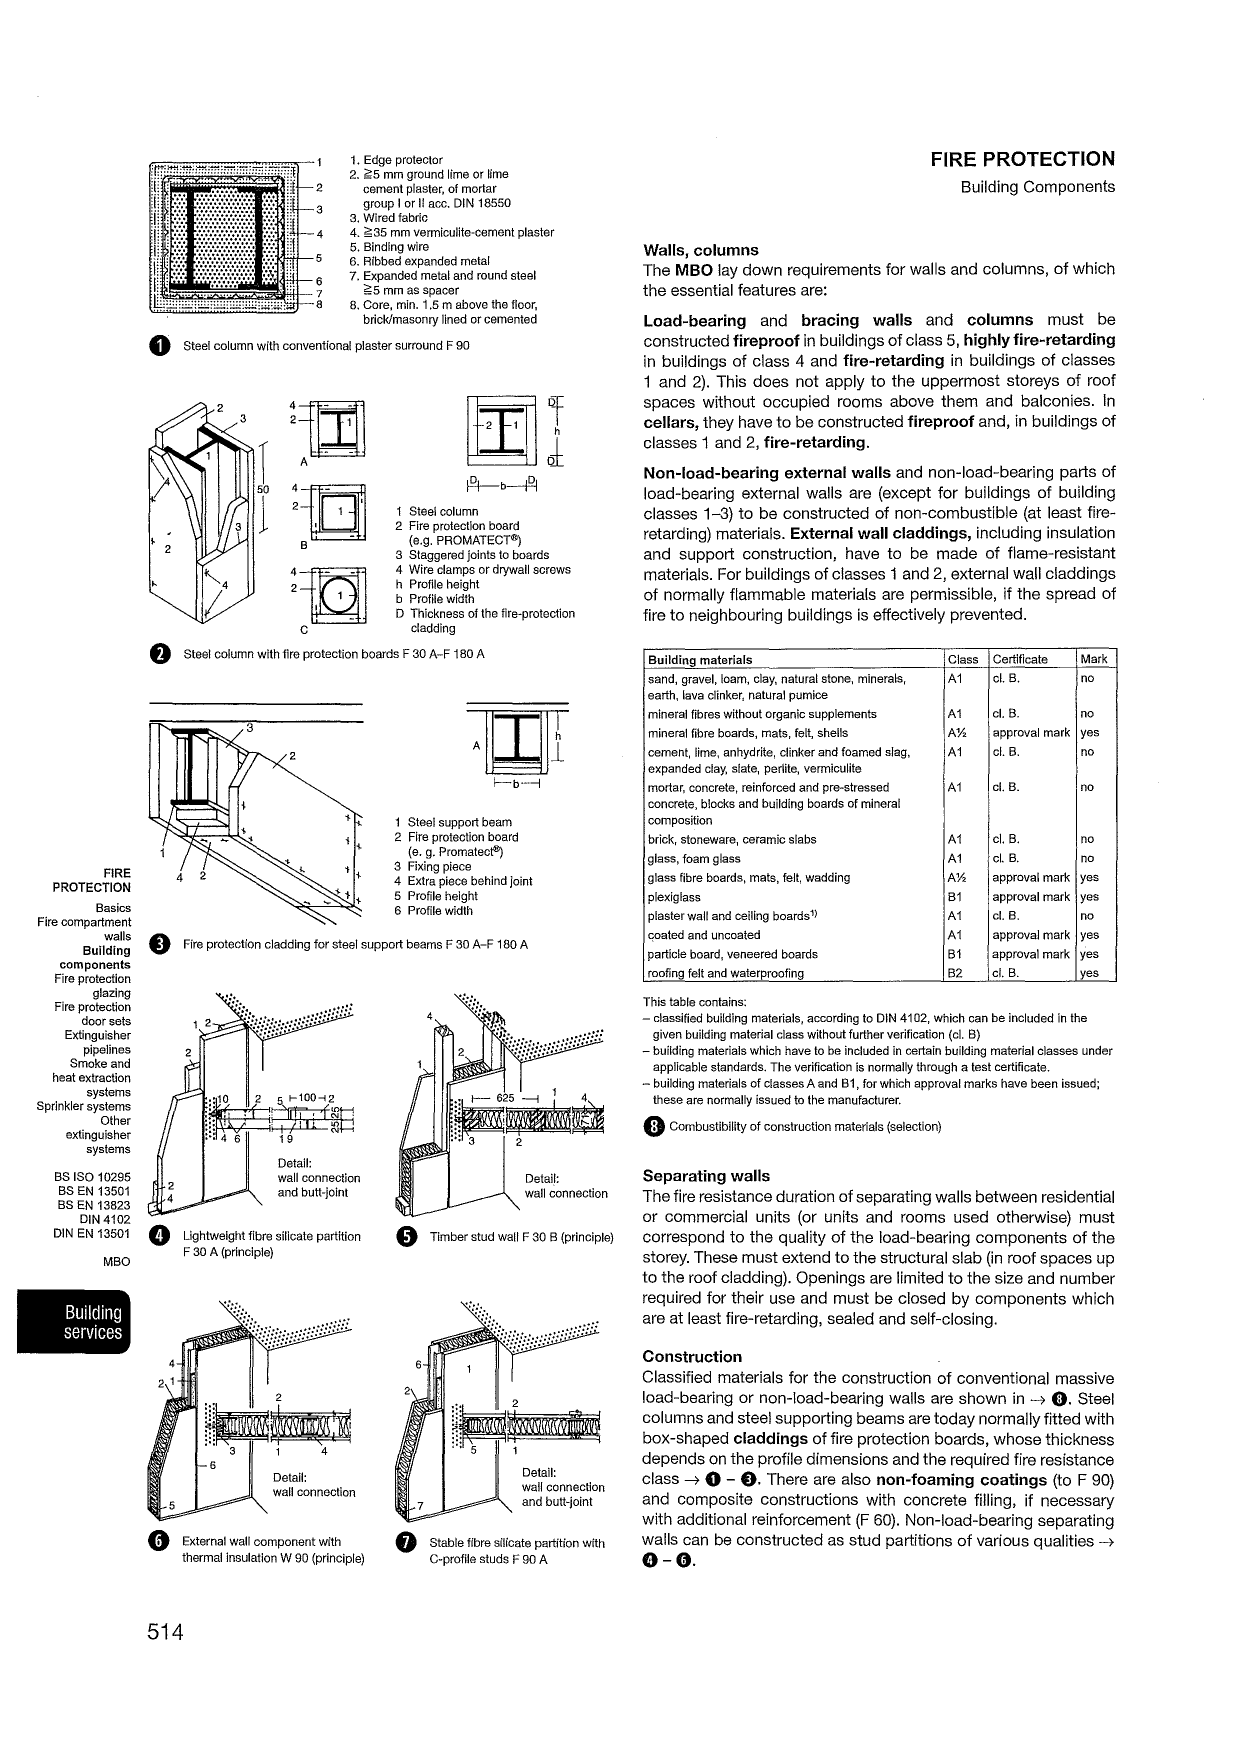 FIRE PROTECTION
Building Components
1
2
3
4
5
6
7
8
1. Edge protector
2. ≧5 mm ground lime or lime
cement plaster, of mortar
group I or II acc. DIN 18550
3. Wired fabric
4. ≧35 mm vermiculite-cement plaster
5. Binding wire
6. Ribbed expanded metal
7. Expanded metal and round steel
≧5 mm as spacer
8. Core, min. 1,5 m above the floor,
brick/masonry lined or cemented
1 Steel column with conventional plaster surround F 90
A
B
C
50
D
h
D
D b D
1 Steel column
2 Fire protection board
(e.g. PROMATECT®)
3 Staggered joints to boards
4 Wire clamps or drywall screws
h Profile height
b Profile width
D Thickness of the fire-protection
cladding
2 Steel column with fire protection boards F 30 A–F 180 A
A
h
b
1 Steel support beam
2 Fire protection board
(e. g. Promatect®)
3 Fixing piece
4 Extra piece behind joint
5 Profile height
6 Profile width
3 Fire protection cladding for steel support beams F 30 A–F 180 A
10 2 5 100 2
4 6 1 9
25 25
Detail:
wall connection
and butt-joint
4 Lightweight fibre silicate partition
F 30 A (principle)
625 1 4
3 2
Detail:
wall connection
5 Timber stud wall F 30 B (principle)
Detail:
wall connection
6 External wall component with
thermal insulation W 90 (principle)
Detail:
wall connection
and butt-joint
7 Stable fibre silicate partition with
C-profile studs F 90 A
FIRE
PROTECTION
Basics
Fire compartment
walls
Building
components
Fire protection
glazing
Fire protection
door sets
Extinguisher
pipelines
Smoke and
heat extraction
systems
Sprinkler systems
Other
extinguisher
systems
BS ISO 10295
BS EN 13501
BS EN 13823
DIN 4102
DIN EN 13501
MBO
Building
services
Walls, columns
The MBO lay down requirements for walls and columns, of which
the essential features are:
Load-bearing and bracing walls and columns must be
constructed fireproof in buildings of class 5, highly fire-retarding
in buildings of class 4 and fire-retarding in buildings of classes
1 and 2). This does not apply to the uppermost storeys of roof
spaces without occupied rooms above them and balconies. In
cellars, they have to be constructed fireproof and, in buildings of
classes 1 and 2, fire-retarding.
Non-load-bearing external walls and non-load-bearing parts of
load-bearing external walls are (except for buildings of building
classes 1–3) to be constructed of non-combustible (at least fire-
retarding) materials. External wall claddings, including insulation
and support construction, have to be made of flame-resistant
materials. For buildings of classes 1 and 2, external wall claddings
of normally flammable materials are permissible, if the spread of
fire to neighbouring buildings is effectively prevented.
Building materials Class Certificate Mark
sand, gravel, loam, clay, natural stone, minerals, A1 cl. B. no
earth, lava clinker, natural pumice
mineral fibres without organic supplements A1 cl. B. no
mineral fibre boards, mats, felt, shells A½ approval mark yes
cement, lime, anhydrite, clinker and foamed slag, A1 cl. B. no
expanded clay, slate, perlite, vermiculite
mortar, concrete, reinforced and pre-stressed A1 cl. B. no
concrete, blocks and building boards of mineral
composition
brick, stoneware, ceramic slabs A1 cl. B. no
glass, foam glass A1 cl. B. no
glass fibre boards, mats, felt, wadding A½ approval mark yes
plexiglass B1 approval mark yes
plaster wall and ceiling boards1) A1 cl. B. no
coated and uncoated A1 approval mark yes
particle board, veneered boards B1 approval mark yes
roofing felt and waterproofing B2 cl. B. yes
This table contains:
– classified building materials, according to DIN 4102, which can be included in the
given building material class without further verification (cl. B)
– building materials which have to be included in certain building material classes under
applicable standards. The verification is normally through a test certificate.
– building materials of classes A and B1, for which approval marks have been issued;
these are normally issued to the manufacturer.
8 Combustibility of construction materials (selection)
Separating walls
The fire resistance duration of separating walls between residential
or commercial units (or units and rooms used otherwise) must
correspond to the quality of the load-bearing components of the
storey. These must extend to the structural slab (in roof spaces up
to the roof cladding). Openings are limited to the size and number
required for their use and must be closed by components which
are at least fire-retarding, sealed and self-closing.
Construction
Classified materials for the construction of conventional massive
load-bearing or non-load-bearing walls are shown in → 8. Steel
columns and steel supporting beams are today normally fitted with
box-shaped claddings of fire protection boards, whose thickness
depends on the profile dimensions and the required fire resistance
class → 1 – 3. There are also non-foaming coatings (to F 90)
and composite constructions with concrete filling, if necessary
with additional reinforcement (F 60). Non-load-bearing separating
walls can be constructed as stud partitions of various qualities →
4 – 6.
514